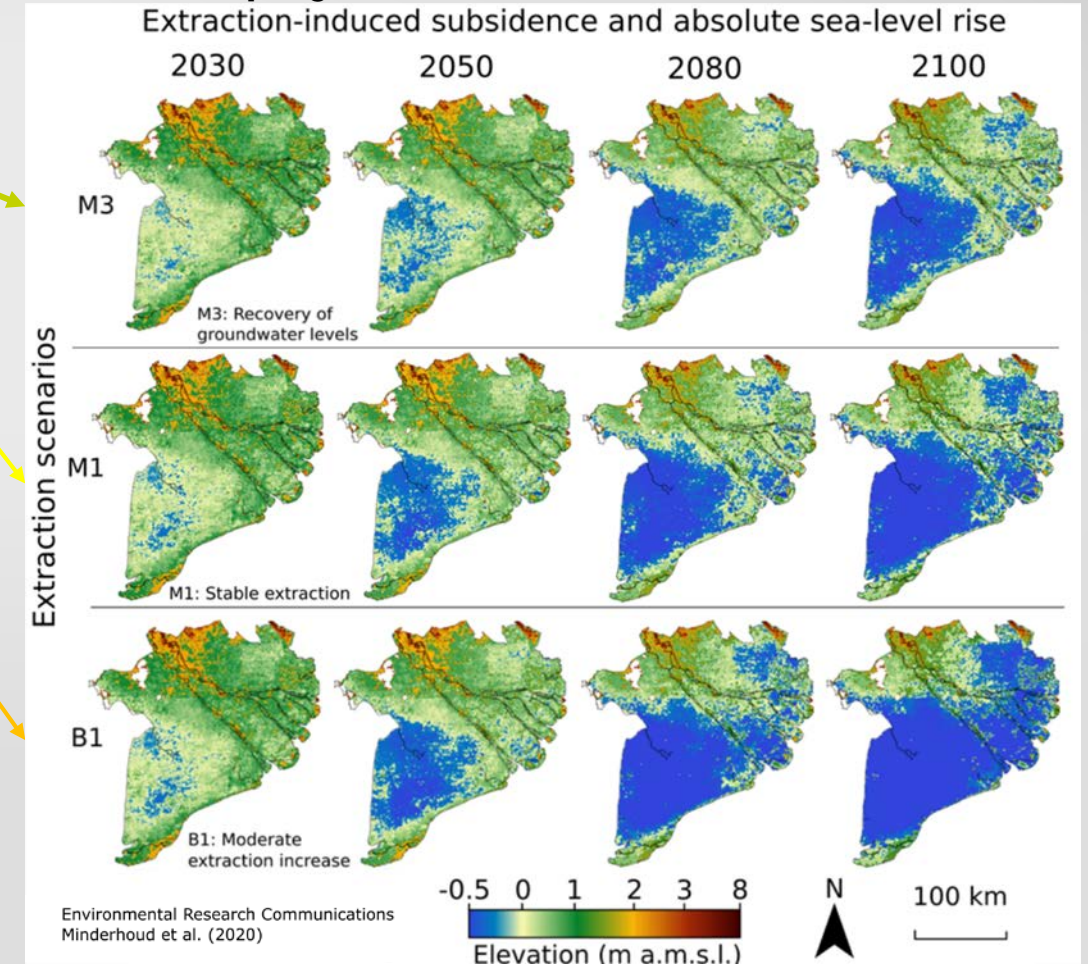 Extraction-induced subsidence and absolute sea-level rise
2030 2050 2080 2100
Extraction scenarios
M3
M3: Recovery of
groundwater levels
M1
M1: Stable extraction
B1
B1: Moderate
extraction increase
Environmental Research Communications
Minderhoud et al. (2020)
-0.5 0 1 2 3 8
Elevation (m a.m.s.l.)
N
100 km